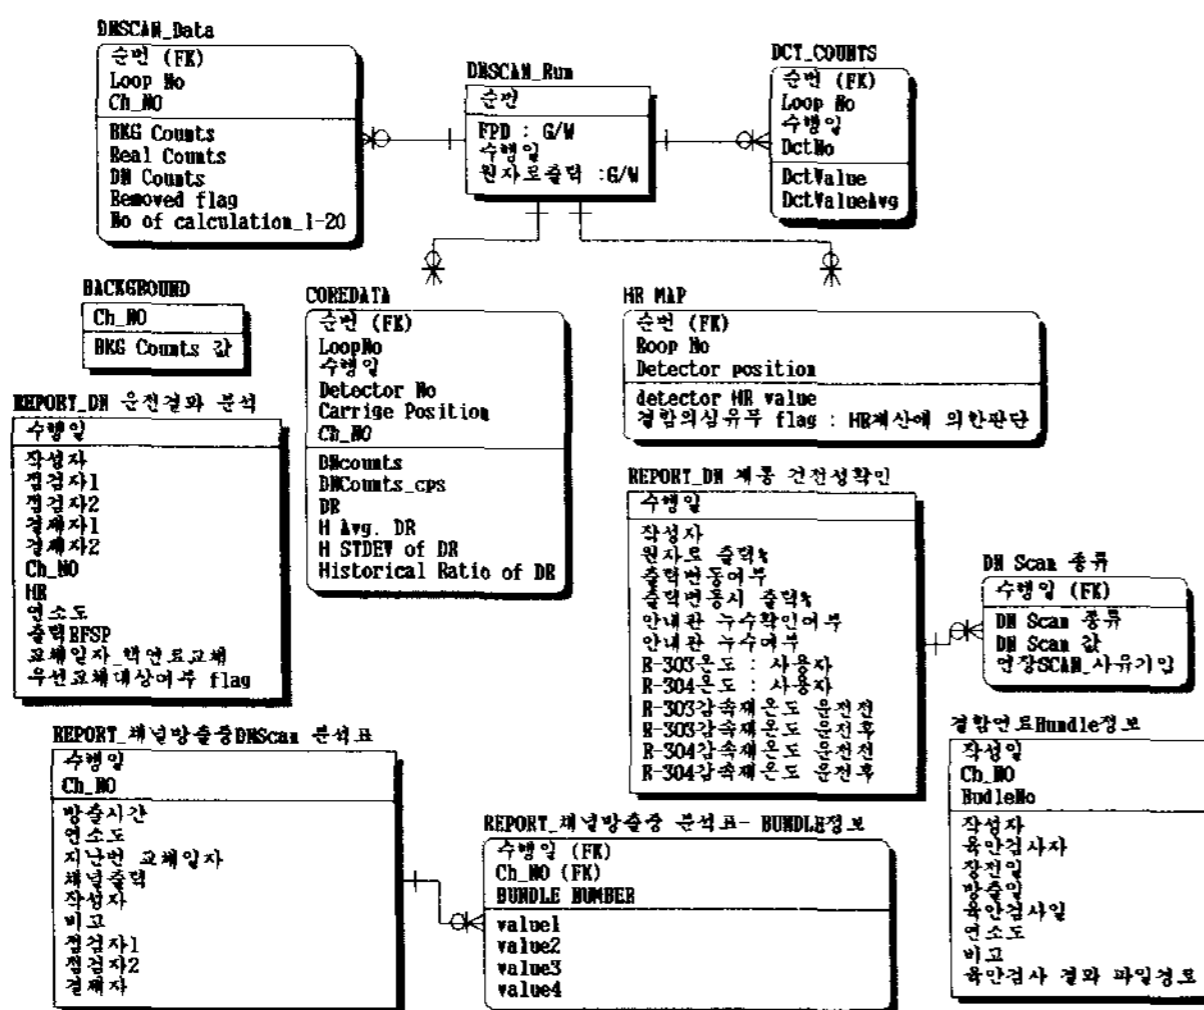 DNSCAN_Data
순번 (FK)
Loop No
Ch_NO
BKG Counts
Real Counts
DN Counts
Removed flag
No of calculation_1-20
DNSCAN_Run
순번
FPD : G/W
수행일
원자로출력 :G/W
DCT_COUNTS
순번 (FK)
Loop No
수행일
DctNo
DctValue
DctValueAvg
BACKGROUND
Ch_NO
BKG Counts 값
COREDATA
순번 (FK)
LoopNo
수행일
Detector No
Carrige Position
Ch_NO
DNcounts
DNCounts_cps
DR
H Avg. DR
H STDEV of DR
Historical Ratio of DR
HR MAP
순번 (FK)
Roop No
Detector position
detector HR value
결함의심유무 flag : HR계산에 의한판단
REPORT_DN 운전결과 분석
수행일
작성자
점검자1
점검자2
결재자1
결재자2
Ch_NO
HR
연소도
출력RFSP
교체일자_핵연료교체
우선교체대상여부 flag
REPORT_DN 계통 건전성확인
수행일
작성자
원자로 출력%
출력변동여부
출력변동시 출력%
안내관 누수확인여부
안내관 누수여부
R-303온도 : 사용자
R-304온도 : 사용자
R-303감속재온도 운전전
R-303감속재온도 운전후
R-304감속재온도 운전전
R-304감속재온도 운전후
DN Scan 종류
수행일 (FK)
DN Scan 종류
DN Scan 값
연장SCAN_사유기입
REPORT_채널방출중DNScan 분석표
수행일
Ch_NO
방출시간
연소도
지난번 교체일자
채널출력
작성자
비고
점검자1
점검자2
결재자
REPORT_채널방출중 분석표- BUNDLE정보
수행일 (FK)
Ch_NO (FK)
BUNDLE NUMBER
value1
value2
value3
value4
결함연료Bundle정보
작성일
Ch_NO
BudleNo
작성자
육안검사자
장전일
방출일
육안검사일
연소도
비고
육안검사 결과 파일경로